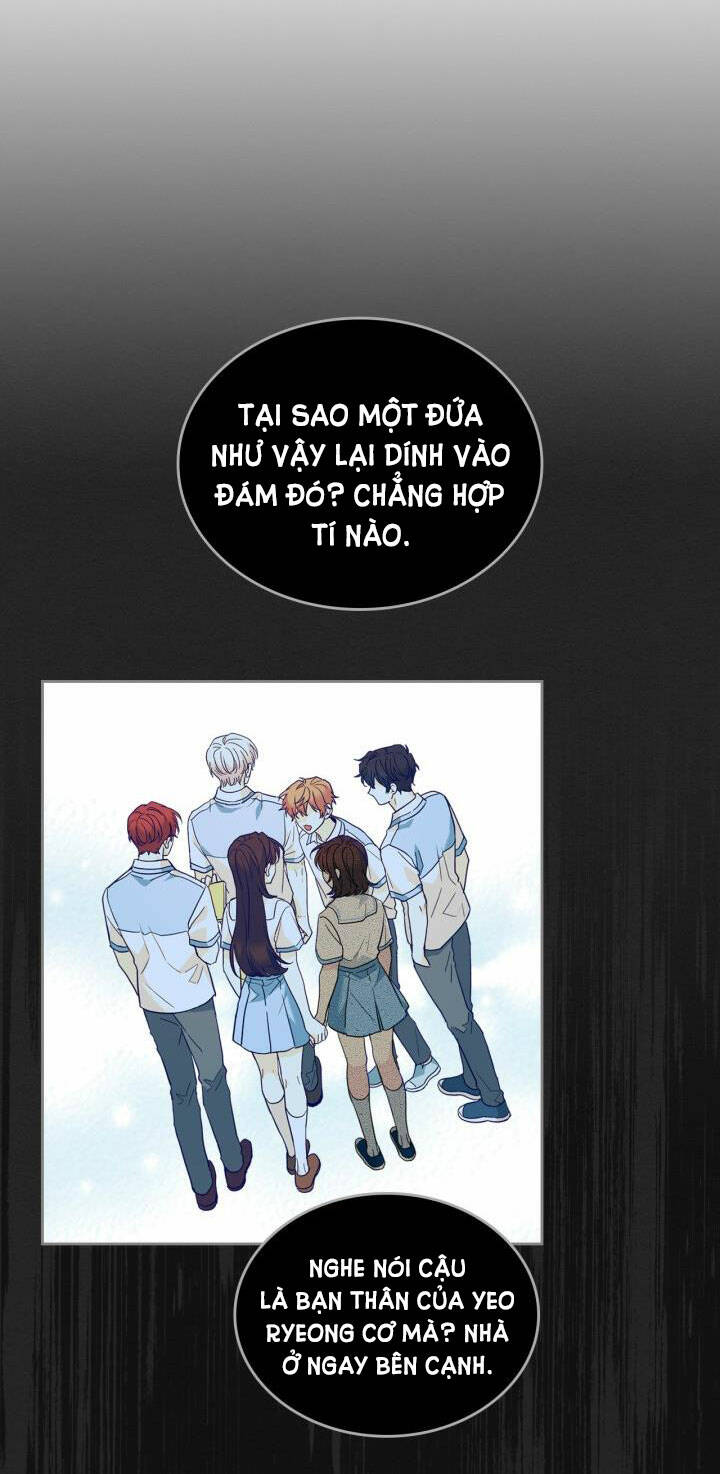 TẠI SAO MỘT ĐỨA
NHƯ VẬY LẠI DÍNH VÀO
ĐÁM ĐÓ? CHẲNG HỢP
TÍ NÀO.
NGHE NÓI CẬU
LÀ BẠN THÂN CỦA YEO
RYEONG CƠ MÀ? NHÀ
Ở NGAY BÊN CẠNH.